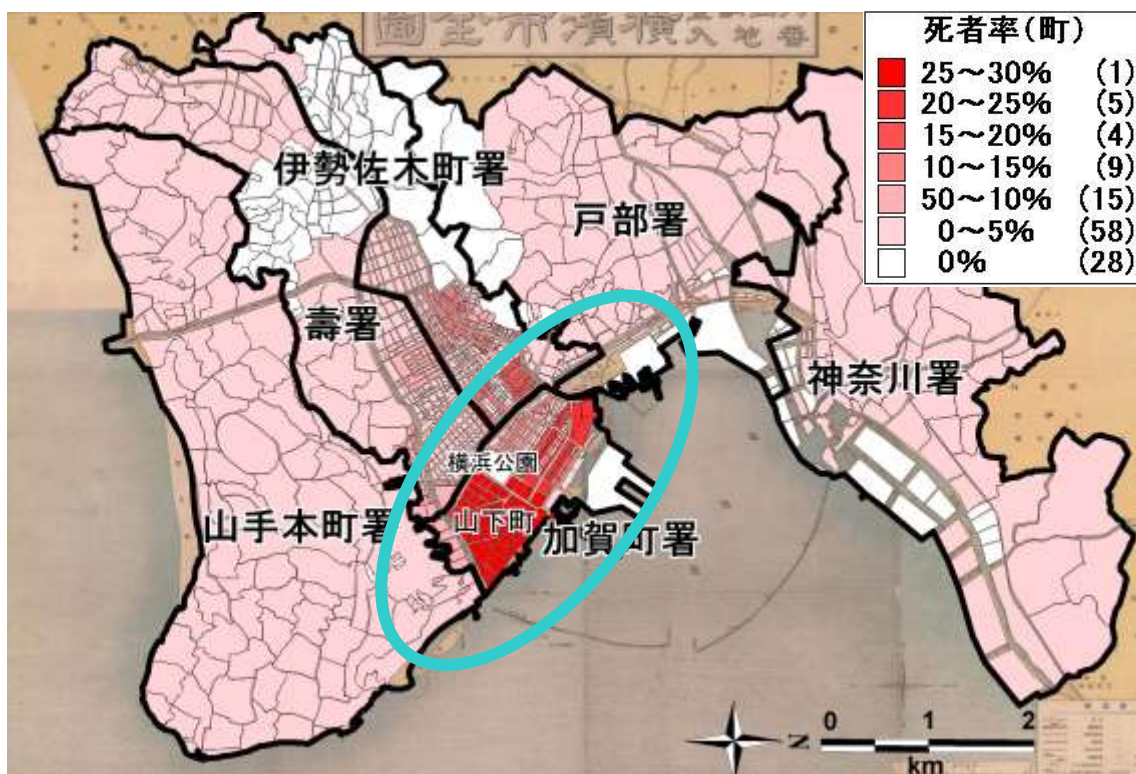 横濱市全圖
死者率(町)
25～30% (1)
20～25% (5)
15～20% (4)
10～15% (9)
50～10% (15)
0～5% (58)
0% (28)
伊勢佐木町署
戸部署
壽署
神奈川署
横浜公園
山手本町署
山下町
加賀町署
N
0 1 2
km